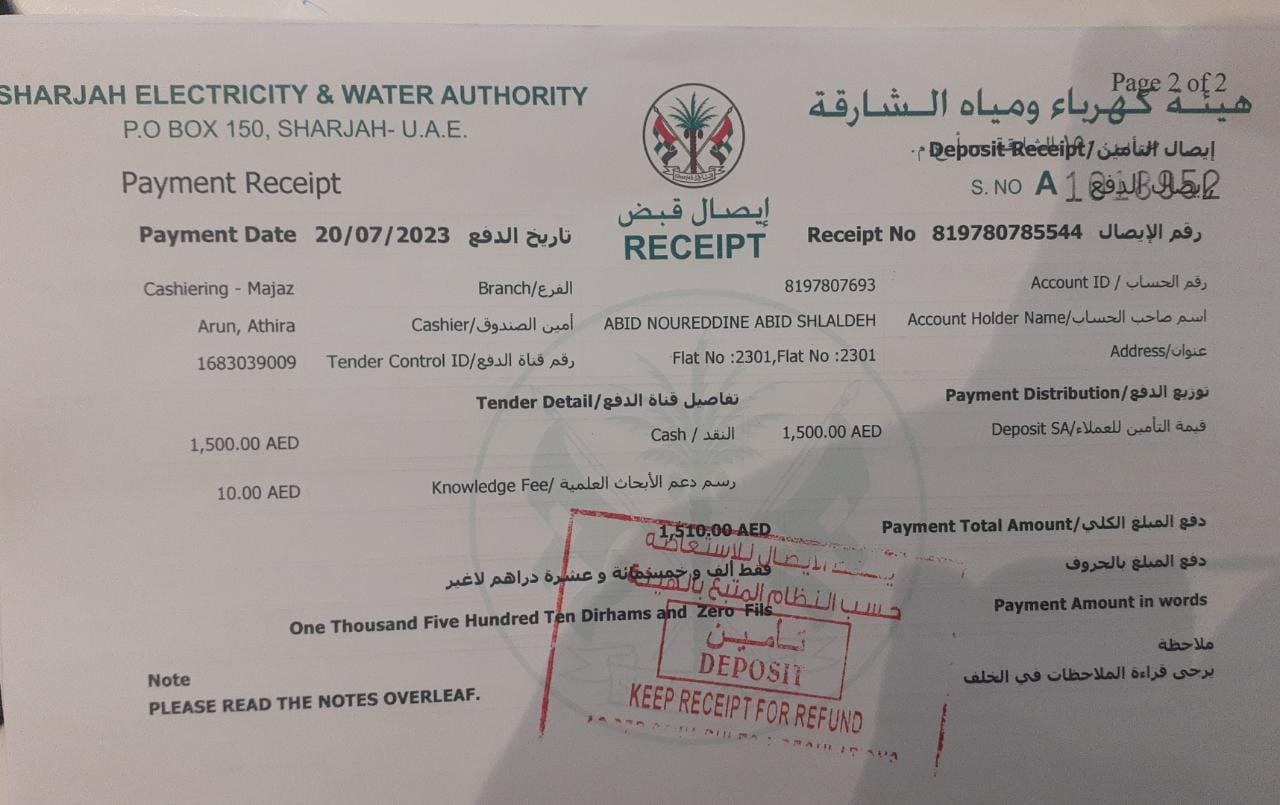 Page 2 of 2
SHARJAH ELECTRICITY & WATER AUTHORITY
هيئة كهرباء ومياه الشارقة
P.O BOX 150, SHARJAH- U.A.E.
Deposit Receipt/إيصال التأمين
Payment Receipt
S. NO A
إيصال الدفع
إيصال قبض
RECEIPT
Payment Date 20/07/2023 تاريخ الدفع
Receipt No 819780785544 رقم الإيصال
Cashiering - Majaz Branch/الفرع
8197807693 Account ID / رقم الحساب
Arun, Athira Cashier/أمين الصندوق
ABID NOUREDDINE ABID SHLALDEH Account Holder Name/اسم صاحب الحساب
1683039009 Tender Control ID/رقم قناة الدفع
Flat No :2301,Flat No :2301 Address/عنوان
Tender Detail/تفاصيل قناة الدفع
Payment Distribution/توزيع الدفع
1,500.00 AED Cash / النقد
1,500.00 AED Deposit SA/قيمة التأمين للعملاء
10.00 AED Knowledge Fee/ رسم دعم الأبحاث العلمية
1,510.00 AED Payment Total Amount/دفع المبلغ الكلي
دفع المبلغ بالحروف
فقط ألف و خمسمائة و عشرة دراهم لاغير
Payment Amount in words
One Thousand Five Hundred Ten Dirhams and Zero Fils
ملاحظة
يرجى قراءة الملاحظات في الخلف
Note
PLEASE READ THE NOTES OVERLEAF.
الايصال للاستعاضة
حسب النظام المتبع بالهيئة
تأمين
DEPOSIT
KEEP RECEIPT FOR REFUND